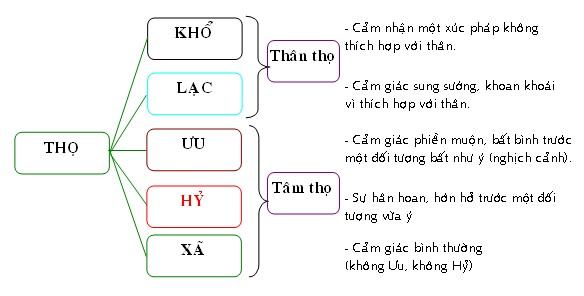 THỌ
KHỔ
LẠC
ƯU
HỶ
XÃ
Thân thọ
Tâm thọ
- Cảm nhận một xúc pháp không
thích hợp với thân.
- Cảm giác sung sướng, khoan khoái
vì thích hợp với thân.
- Cảm giác phiền muộn, bất bình trước
một đối tượng bất như ý (nghịch cảnh).
- Sự hân hoan, hớn hở trước một đối
tượng vừa ý
- Cảm giác bình thường
(không Ưu, không Hỷ)